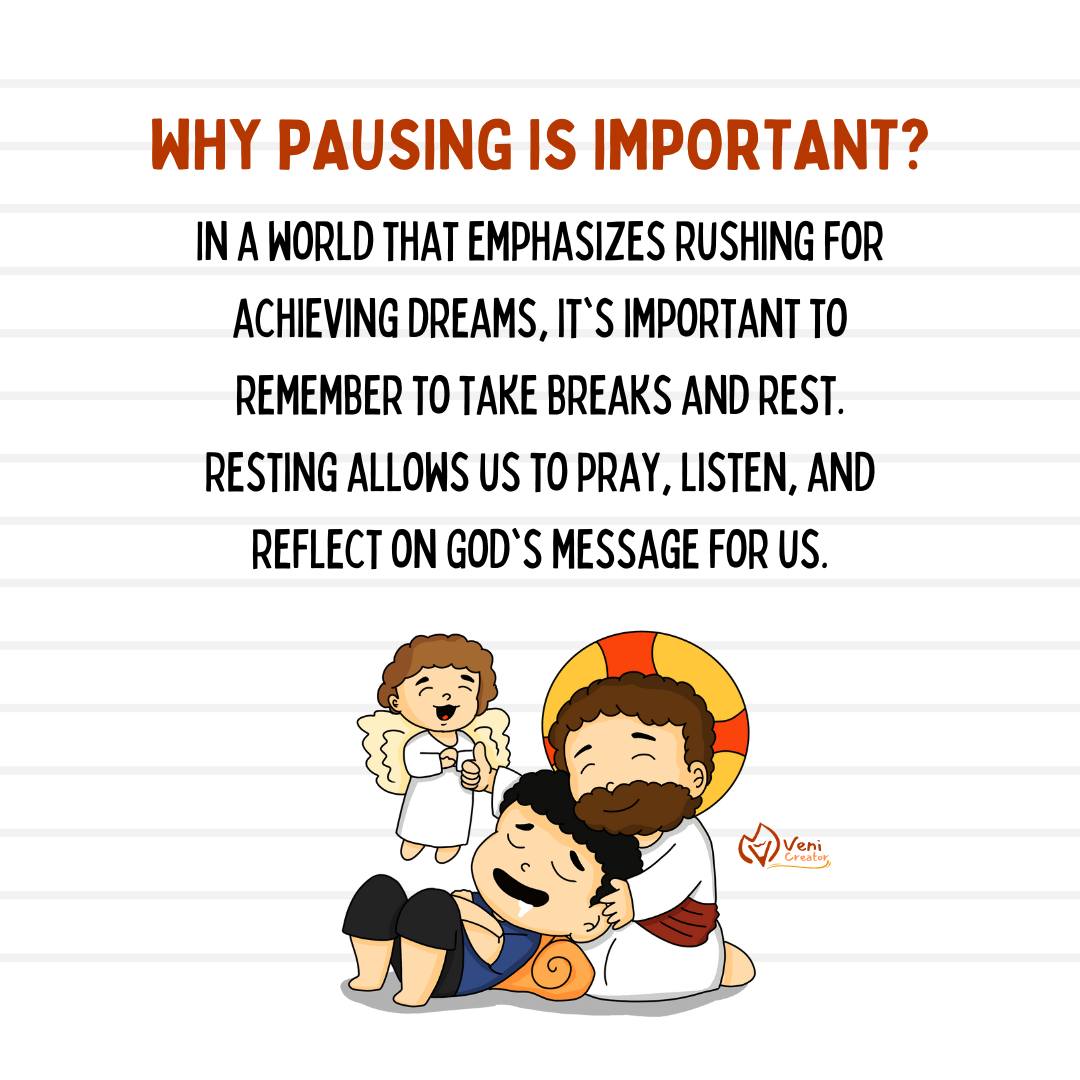 WHY PAUSING IS IMPORTANT?
IN A WORLD THAT EMPHASIZES RUSHING FOR
ACHIEVING DREAMS, IT`S IMPORTANT TO
REMEMBER TO TAKE BREAKS AND REST.
RESTING ALLOWS US TO PRAY, LISTEN, AND
REFLECT ON GOD`S MESSAGE FOR US.
Veni
Creator